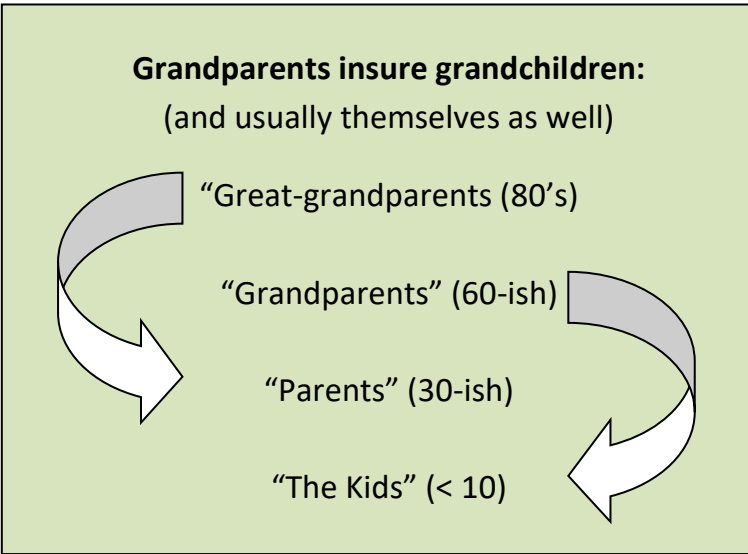 Grandparents insure grandchildren:
(and usually themselves as well)
“Great-grandparents (80’s)
“Grandparents” (60-ish)
“Parents” (30-ish)
“The Kids” (< 10)